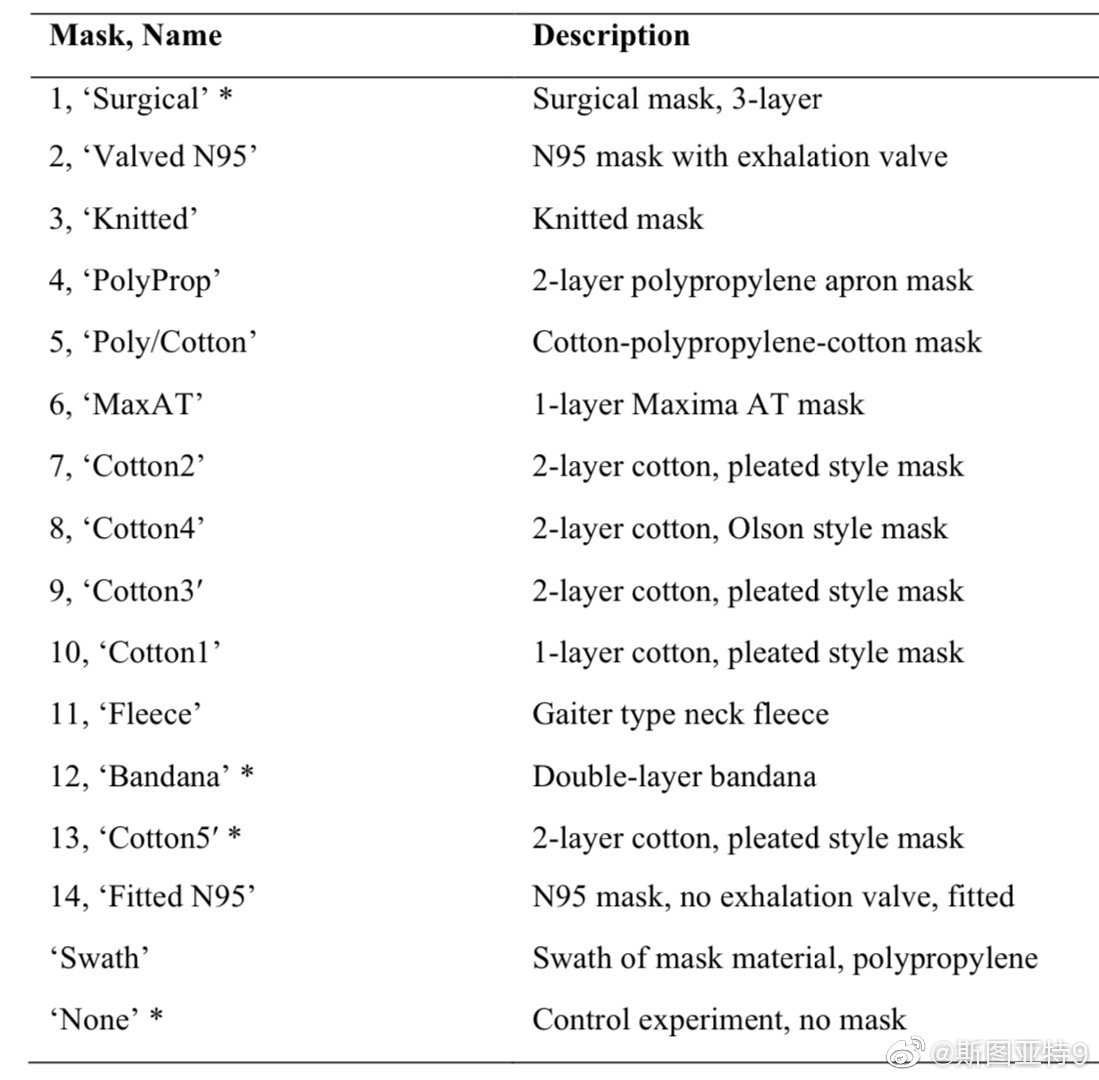 Mask, Name Description
1, ‘Surgical’ * Surgical mask, 3-layer
2, ‘Valved N95’ N95 mask with exhalation valve
3, ‘Knitted’ Knitted mask
4, ‘PolyProp’ 2-layer polypropylene apron mask
5, ‘Poly/Cotton’ Cotton-polypropylene-cotton mask
6, ‘MaxAT’ 1-layer Maxima AT mask
7, ‘Cotton2’ 2-layer cotton, pleated style mask
8, ‘Cotton4’ 2-layer cotton, Olson style mask
9, ‘Cotton3′ 2-layer cotton, pleated style mask
10, ‘Cotton1’ 1-layer cotton, pleated style mask
11, ‘Fleece’ Gaiter type neck fleece
12, ‘Bandana’ * Double-layer bandana
13, ‘Cotton5′ * 2-layer cotton, pleated style mask
14, ‘Fitted N95’ N95 mask, no exhalation valve, fitted
‘Swath’ Swath of mask material, polypropylene
‘None’ * Control experiment, no mask
@斯图亚特9